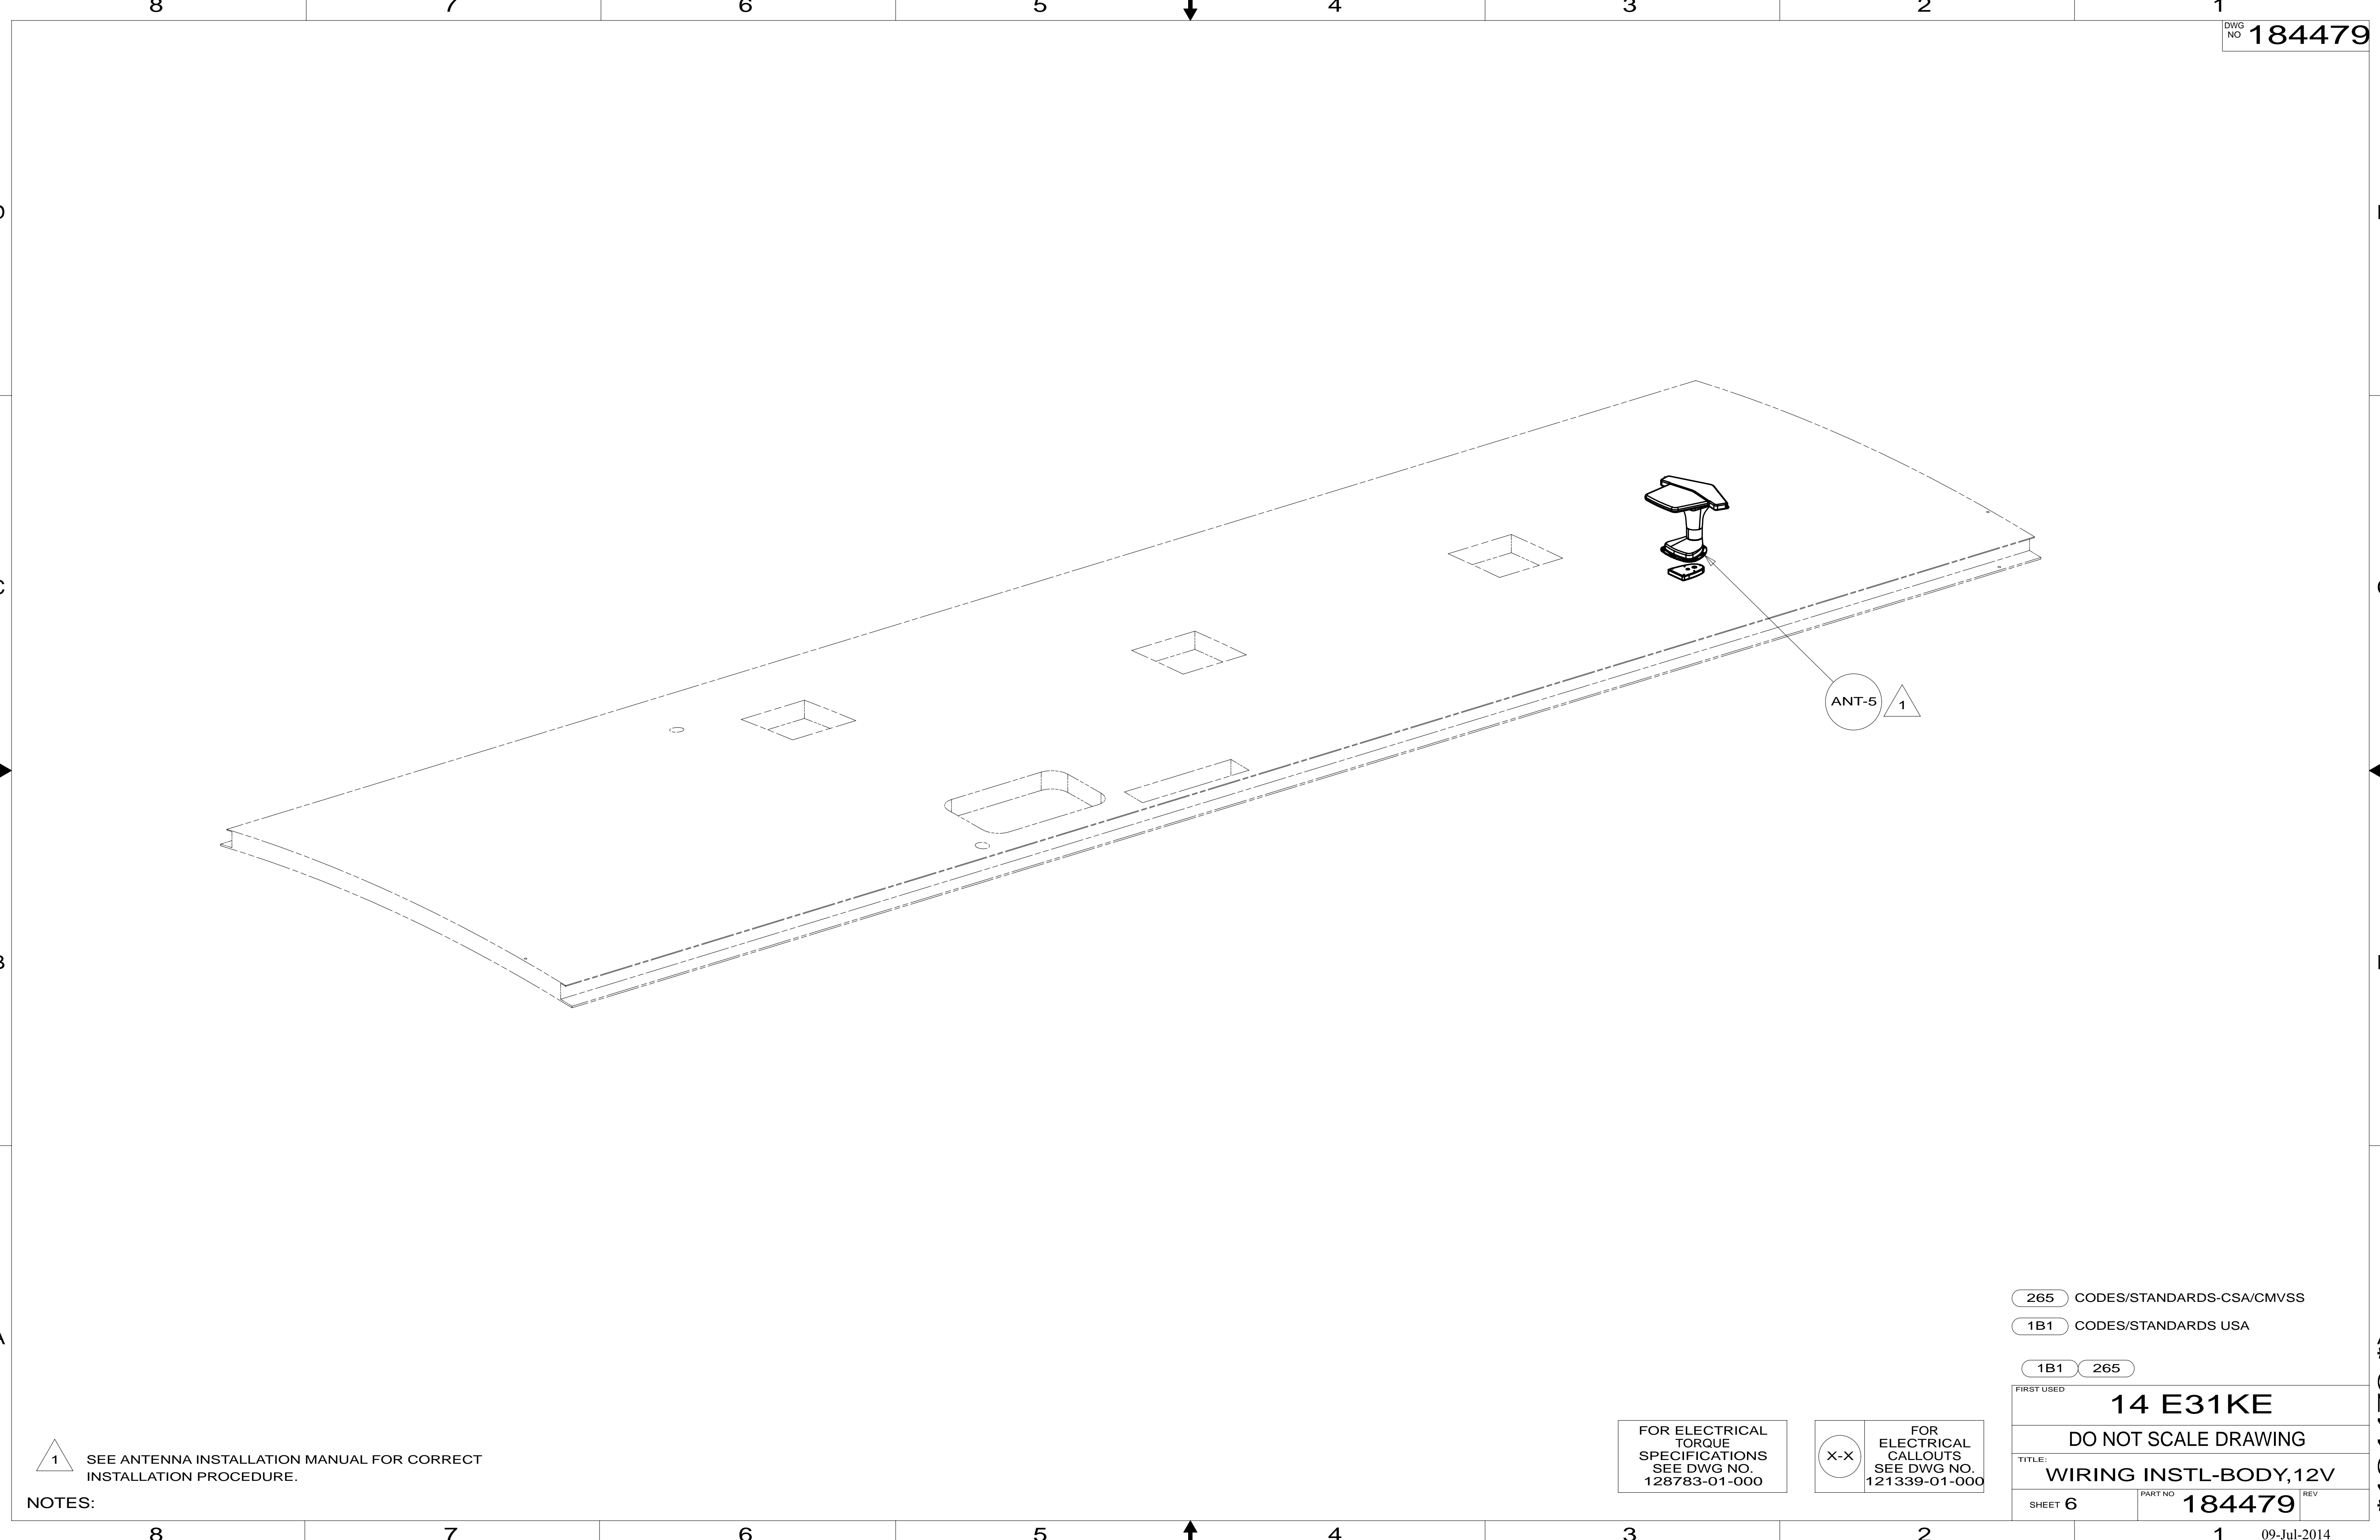 8 7 6 5 4 3 2 1
DWG
NO 184479
C
ANT-5 1
B
265 CODES/STANDARDS-CSA/CMVSS
1B1 CODES/STANDARDS USA
1B1 265
FIRST USED
14 E31KE
DO NOT SCALE DRAWING
TITLE:
WIRING INSTL-BODY,12V
SHEET 6 PART NO 184479 REV
FOR ELECTRICAL
TORQUE
SPECIFICATIONS
SEE DWG NO.
128783-01-000
X-X
FOR
ELECTRICAL
CALLOUTS
SEE DWG NO.
121339-01-000
1 SEE ANTENNA INSTALLATION MANUAL FOR CORRECT
INSTALLATION PROCEDURE.
NOTES:
8 7 6 5 4 3 2 1
09-Jul-2014